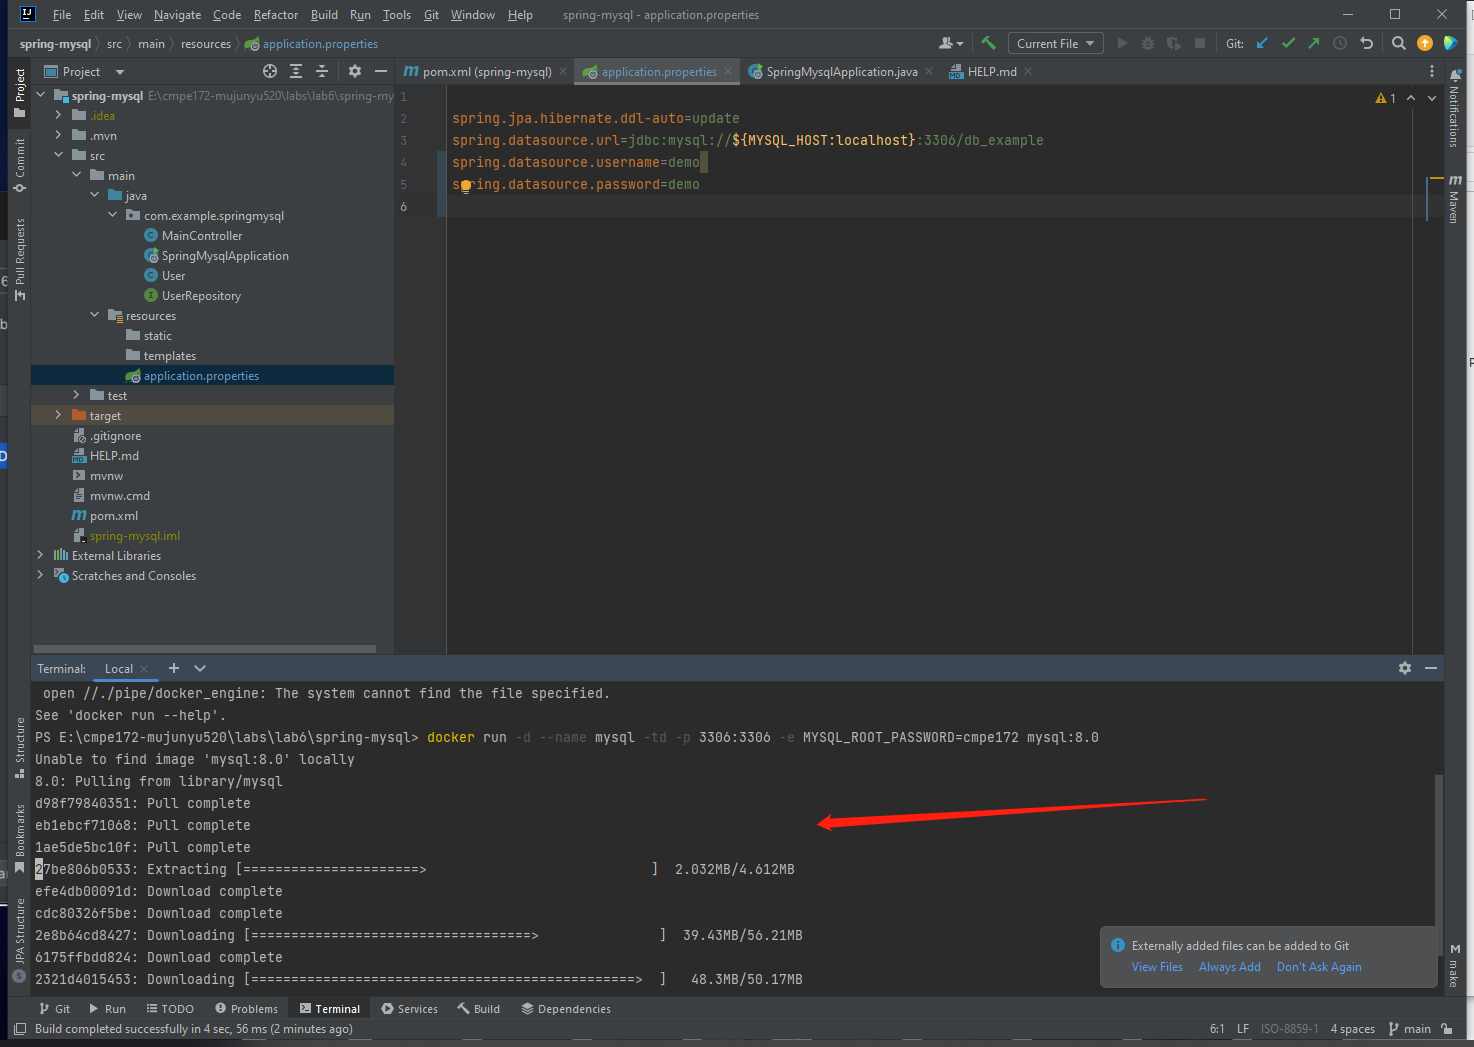 File Edit View Navigate Code Refactor Build Run Tools Git Window Help spring-mysql - application.properties
spring-mysql src main resources application.properties
Current File
Git:
Project
pom.xml (spring-mysql) application.properties SpringMysqlApplication.java HELP.md
spring-mysql E:\cmpe172-mujunyu520\labs\lab6\spring-my
.idea
.mvn
src
main
java
com.example.springmysql
MainController
SpringMysqlApplication
User
UserRepository
resources
static
templates
application.properties
test
target
.gitignore
HELP.md
mvnw
mvnw.cmd
pom.xml
spring-mysql.iml
External Libraries
Scratches and Consoles
1
2 spring.jpa.hibernate.ddl-auto=update
3 spring.datasource.url=jdbc:mysql://${MYSQL_HOST:localhost}:3306/db_example
4 spring.datasource.username=demo
5 spring.datasource.password=demo
6
1
Project
Commit
Pull Requests
Structure
Bookmarks
JPA Structure
Notifications
Maven
make
Terminal: Local
open //./pipe/docker_engine: The system cannot find the file specified.
See 'docker run --help'.
PS E:\cmpe172-mujunyu520\labs\lab6\spring-mysql> docker run -d --name mysql -td -p 3306:3306 -e MYSQL_ROOT_PASSWORD=cmpe172 mysql:8.0
Unable to find image 'mysql:8.0' locally
8.0: Pulling from library/mysql
d98f79840351: Pull complete
eb1ebcf71068: Pull complete
1ae5de5bc10f: Pull complete
27be806b0533: Extracting [======================> ] 2.032MB/4.612MB
efe4db00091d: Download complete
cdc80326f5be: Download complete
2e8b64cd8427: Downloading [===================================> ] 39.43MB/56.21MB
6175ffbdd824: Download complete
2321d4015453: Downloading [================================================> ] 48.3MB/50.17MB
Externally added files can be added to Git
View Files Always Add Don't Ask Again
Git Run TODO Problems Terminal Services Build Dependencies
Build completed successfully in 4 sec, 56 ms (2 minutes ago)
6:1 LF ISO-8859-1 4 spaces main